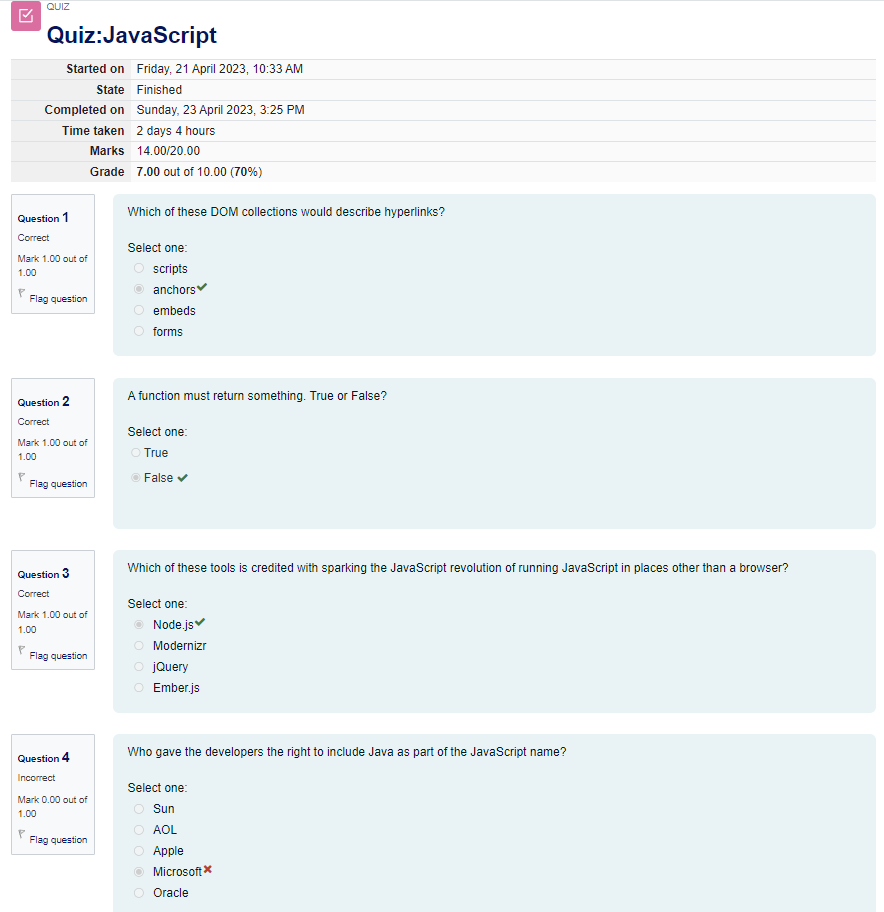 QUIZ
Quiz:JavaScript
Started on Friday, 21 April 2023, 10:33 AM
State Finished
Completed on Sunday, 23 April 2023, 3:25 PM
Time taken 2 days 4 hours
Marks 14.00/20.00
Grade 7.00 out of 10.00 (70%)
Question 1
Correct
Mark 1.00 out of
1.00
Flag question
Which of these DOM collections would describe hyperlinks?
Select one:
scripts
anchors
embeds
forms
Question 2
Correct
Mark 1.00 out of
1.00
Flag question
A function must return something. True or False?
Select one:
True
False
Question 3
Correct
Mark 1.00 out of
1.00
Flag question
Which of these tools is credited with sparking the JavaScript revolution of running JavaScript in places other than a browser?
Select one:
Node.js
Modernizr
jQuery
Ember.js
Question 4
Incorrect
Mark 0.00 out of
1.00
Flag question
Who gave the developers the right to include Java as part of the JavaScript name?
Select one:
Sun
AOL
Apple
Microsoft
Oracle